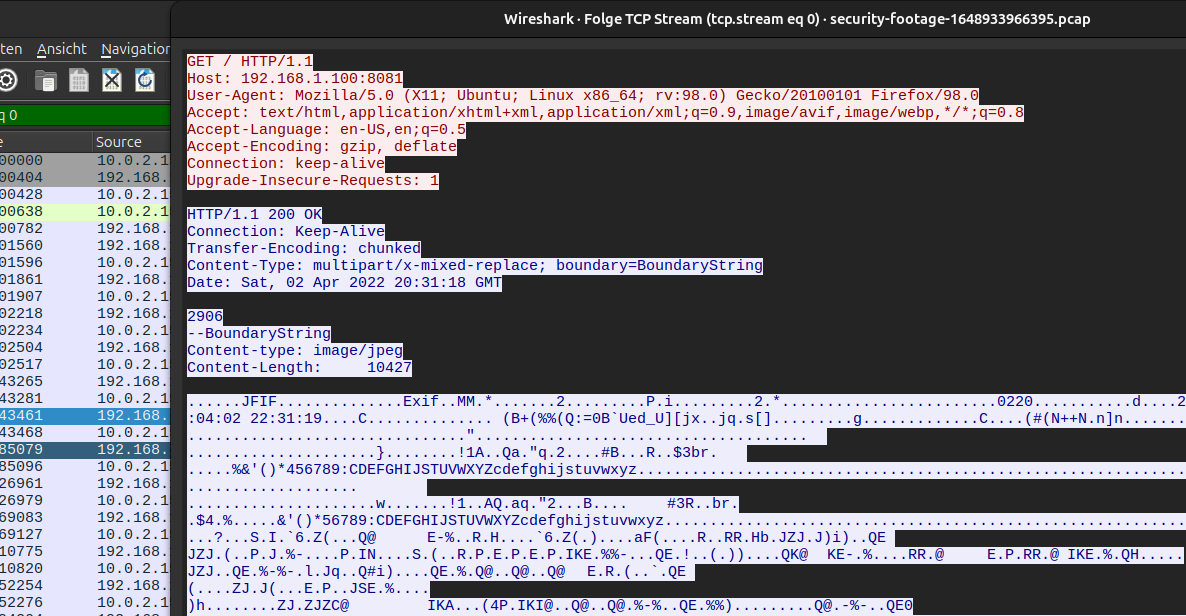 Wireshark · Folge TCP Stream (tcp.stream eq 0) · security-footage-1648933966395.pcap
ten Ansicht Navigation
q 0
e Source
00000 10.0.2.1
00404 192.168.
00428 10.0.2.1
00638 10.0.2.1
00782 192.168.
01560 192.168.
01596 10.0.2.1
01861 192.168.
01907 10.0.2.1
02218 192.168.
02234 10.0.2.1
02504 192.168.
02517 10.0.2.1
43265 192.168.
43281 10.0.2.1
43461 192.168.
43468 10.0.2.1
85079 192.168.
85096 10.0.2.1
26961 192.168.
26979 10.0.2.1
69083 192.168.
69127 10.0.2.1
10775 192.168.
10820 10.0.2.1
52254 192.168.
52276 10.0.2.1
GET / HTTP/1.1
Host: 192.168.1.100:8081
User-Agent: Mozilla/5.0 (X11; Ubuntu; Linux x86_64; rv:98.0) Gecko/20100101 Firefox/98.0
Accept: text/html,application/xhtml+xml,application/xml;q=0.9,image/avif,image/webp,*/*;q=0.8
Accept-Language: en-US,en;q=0.5
Accept-Encoding: gzip, deflate
Connection: keep-alive
Upgrade-Insecure-Requests: 1
HTTP/1.1 200 OK
Connection: Keep-Alive
Transfer-Encoding: chunked
Content-Type: multipart/x-mixed-replace; boundary=BoundaryString
Date: Sat, 02 Apr 2022 20:31:18 GMT
2906
--BoundaryString
Content-type: image/jpeg
Content-Length:     10427
......JFIF..............Exif..MM.*.......2.........P.i.........2.*.......................0220...........d....2
:04:02 22:31:19....C.............. (B+(%%(Q:=0B`Ued_U][jx.jq.s[].........g.............C....(#(N++N.n]n.......
...............................".....................................
.....................}........!1A..Qa."q.2....#B...R..$3br.
.....%&'()*456789:CDEFGHIJSTUVWXYZcdefghijstuvwxyz.............................................................
...................
.....................w.......!1..AQ.aq."2...B....    #3R..br.
.$4.%.....&'()*56789:CDEFGHIJSTUVWXYZcdefghijstuvwxyz..........................................................
...?...S.I.`6.Z(...Q@    E-%..R.H....`6.Z(.)....aF(....R..RR.Hb.JZJ.J)i)..QE
JZJ.(..P.J.%-....P.IN....S.(..R.P.E.P.E.P.IKE.%%-...QE.!..(.))....QK@  KE-.%....RR.@    E.P.RR.@ IKE.%.QH.....
JZJ..QE.%-%-.l.Jq..Q#i)....QE.%.Q@..Q@..Q@  E.R.(..`.QE
(....ZJ.J(...E.P..JSE.%....
)h........ZJ.ZJZC@        IKA...(4P.IKI@..Q@..Q@.%-%..QE.%%).........Q@.-%-..QE0